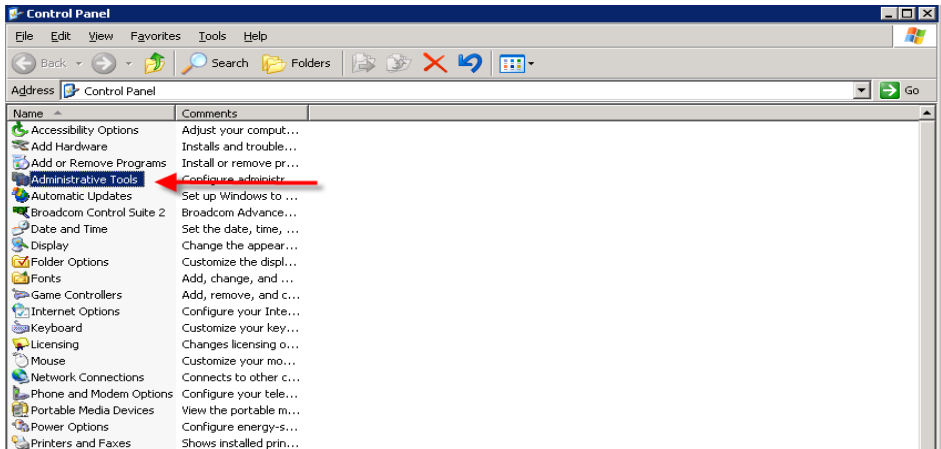 Control Panel
File Edit View Favorites Tools Help
Back Search Folders
Address Control Panel Go
Name Comments
Accessibility Options Adjust your comput...
Add Hardware Installs and trouble...
Add or Remove Programs Install or remove pr...
Administrative Tools Configure administr...
Automatic Updates Set up Windows to ...
Broadcom Control Suite 2 Broadcom Advance...
Date and Time Set the date, time, ...
Display Change the appear...
Folder Options Customize the displ...
Fonts Add, change, and ...
Game Controllers Add, remove, and c...
Internet Options Configure your Inte...
Keyboard Customize your key...
Licensing Changes licensing o...
Mouse Customize your mo...
Network Connections Connects to other c...
Phone and Modem Options Configure your tele...
Portable Media Devices View the portable m...
Power Options Configure energy-s...
Printers and Faxes Shows installed prin...